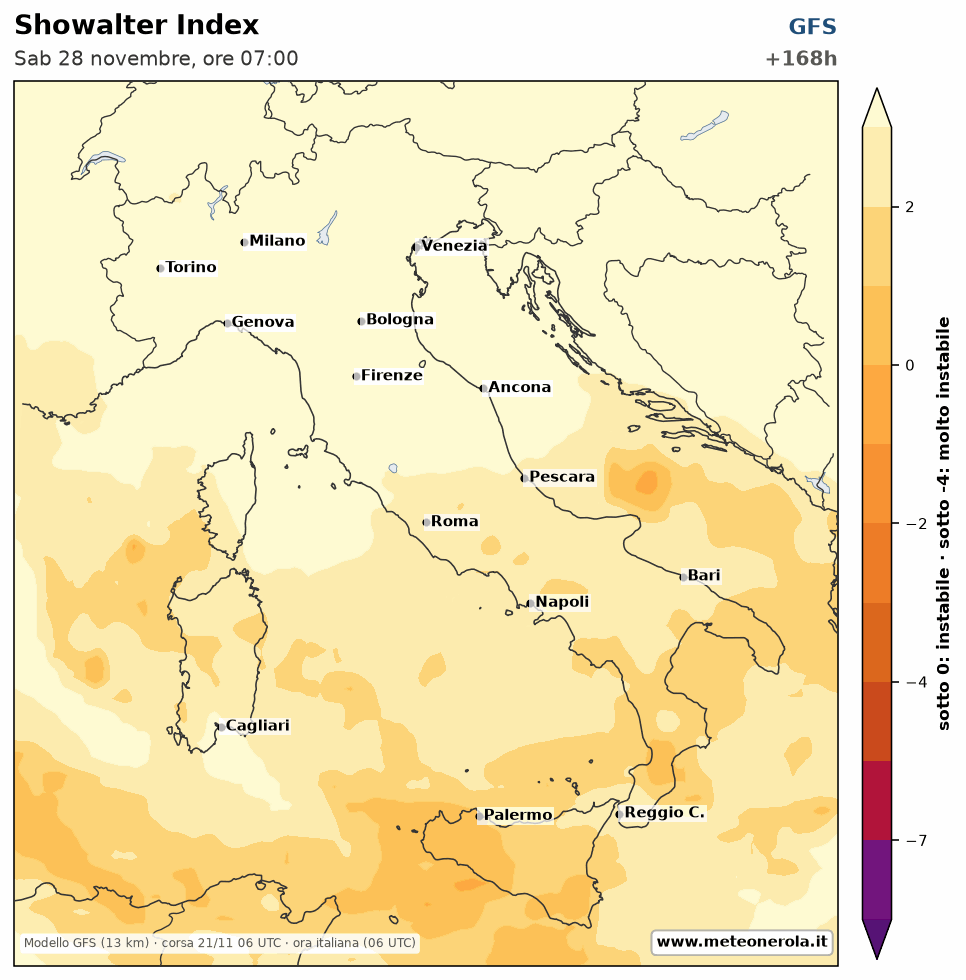 Showalter Index
GFS
Sab 28 novembre, ore 07:00
+168h
Milano
Venezia
Torino
Genova
Bologna
Firenze
Ancona
Pescara
Roma
Bari
Napoli
Cagliari
Palermo
Reggio C.
2
0
−2
−4
−7
sotto 0: instabile · sotto -4: molto instabile
Modello GFS (13 km) · corsa 21/11 06 UTC · ora italiana (06 UTC)
www.meteonerola.it